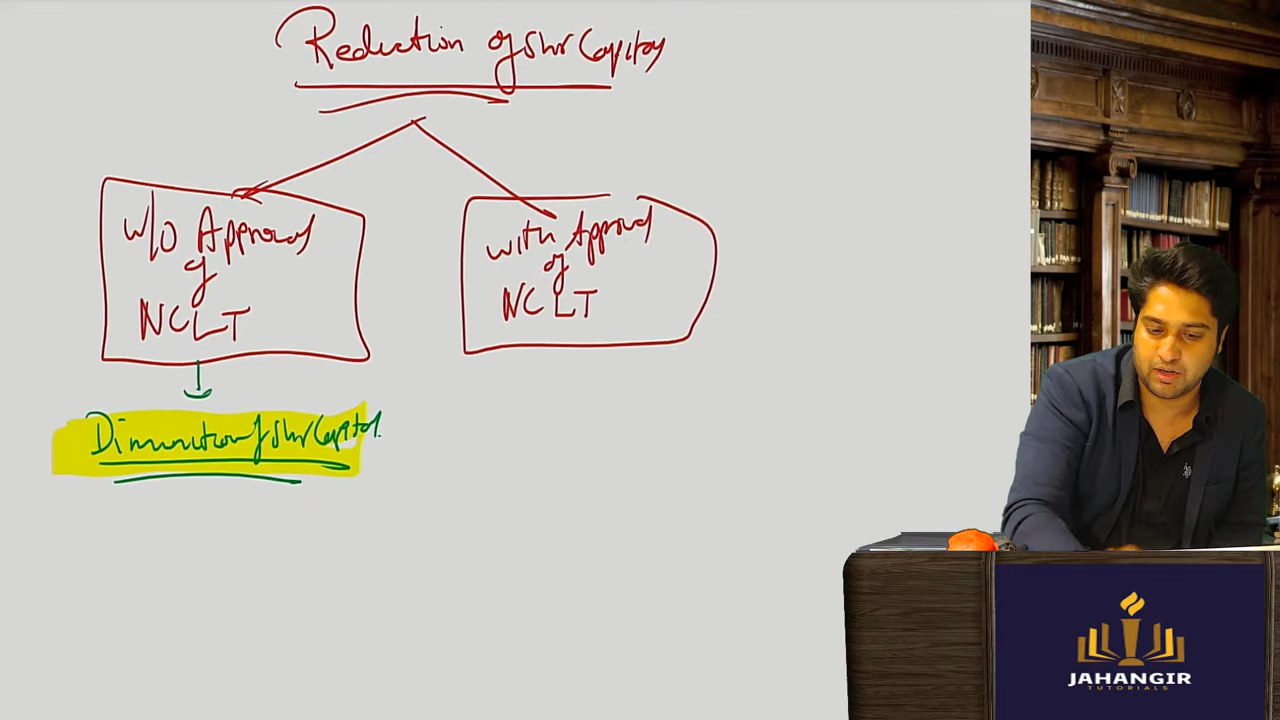 Reduction of Shr Capital
w/o Approval
of
NCLT
with Approval
of
NCLT
Diminution of Shr Capital.
JAHANGIR
TUTORIALS